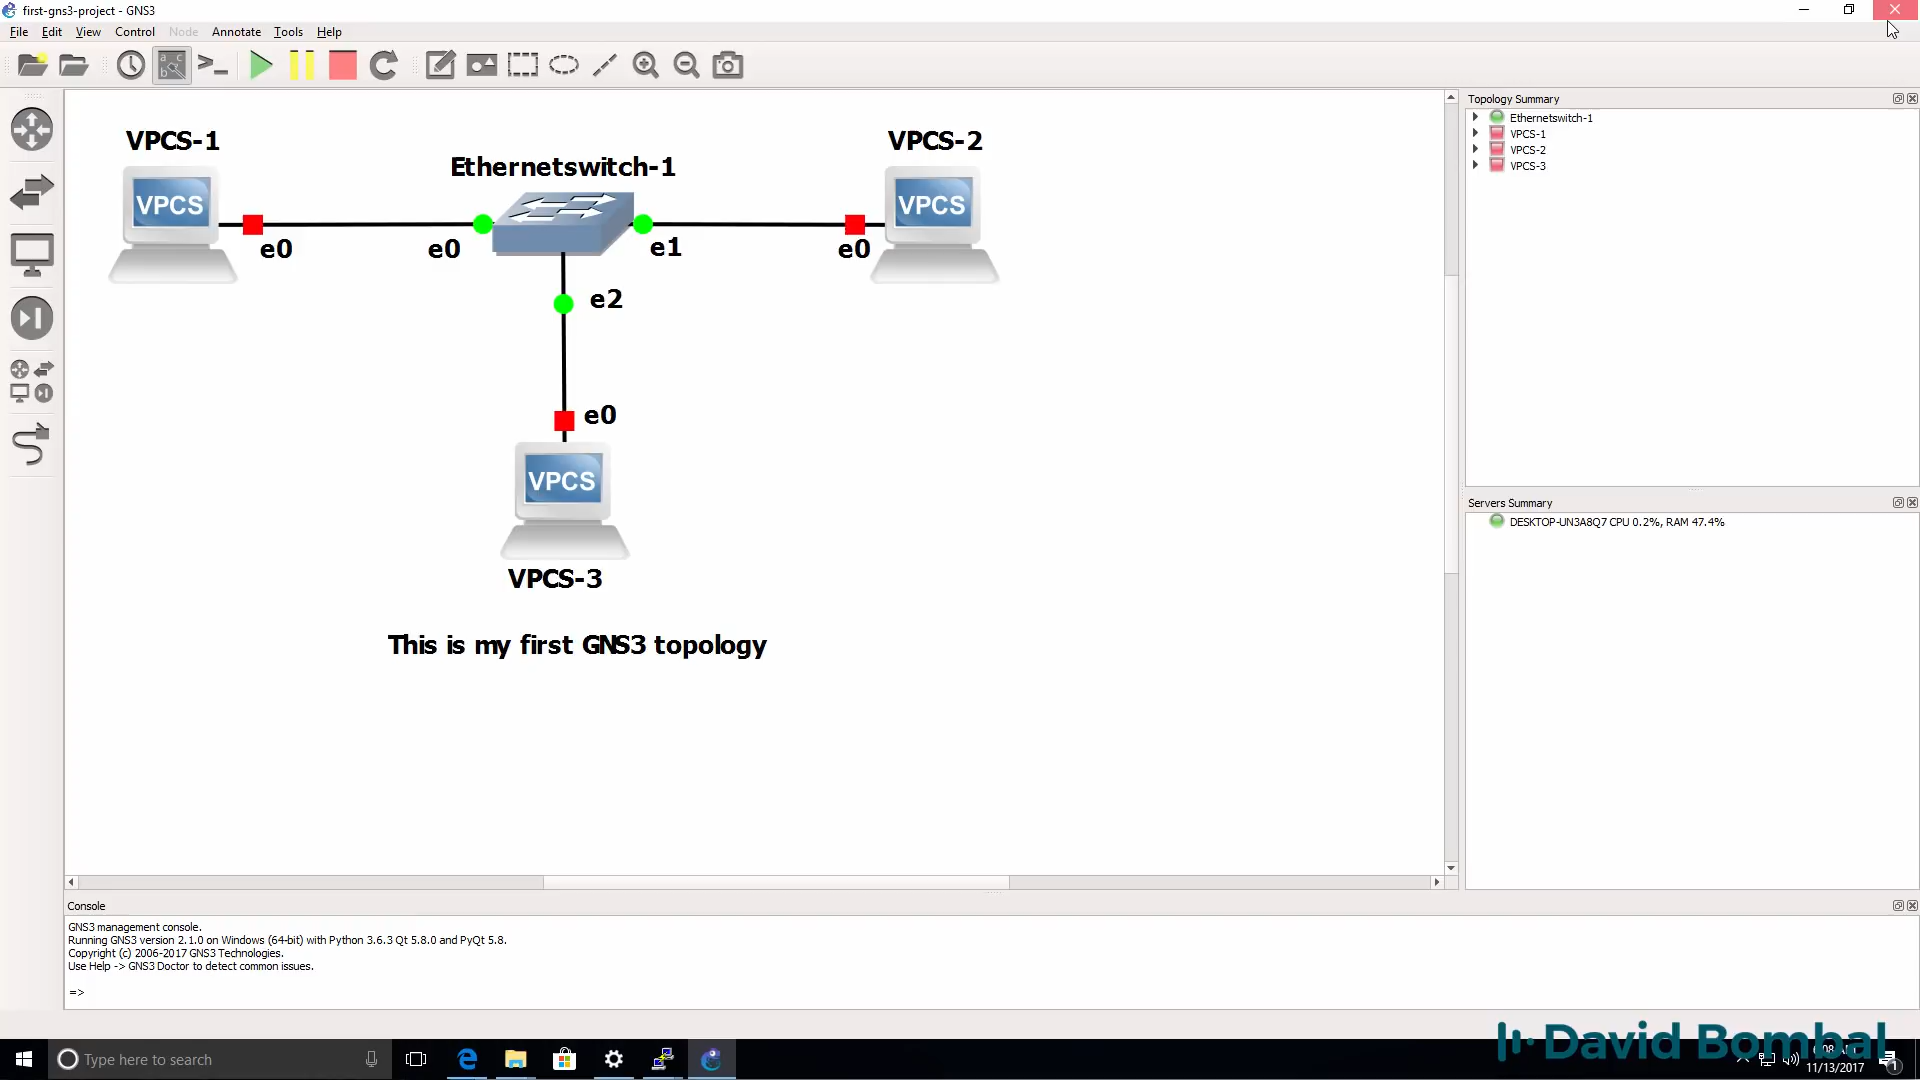 first-gns3-project - GNS3
File Edit View Control Node Annotate Tools Help
VPCS-1
Ethernetswitch-1
VPCS-2
VPCS
VPCS
e0
e0
e1
e0
e2
e0
VPCS
VPCS-3
This is my first GNS3 topology
Topology Summary
Ethernetswitch-1
VPCS-1
VPCS-2
VPCS-3
Servers Summary
DESKTOP-UN3A8Q7 CPU 0.2%, RAM 47.4%
Console
GNS3 management console.
Running GNS3 version 2.1.0 on Windows (64-bit) with Python 3.6.3 Qt 5.8.0 and PyQt 5.8.
Copyright (c) 2006-2017 GNS3 Technologies.
Use Help -> GNS3 Doctor to detect common issues.
=>
David Bombal
Type here to search
11/13/2017
1